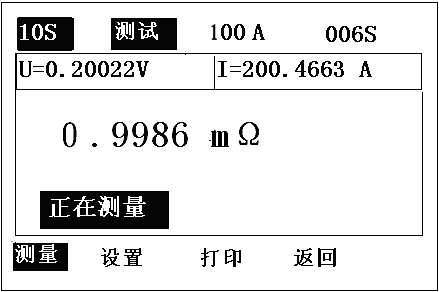 10S 测试 100 A 006S
U=0.20022V I=200.4663 A
0.9986 mΩ
正在测量
测量 设置 打印 返回